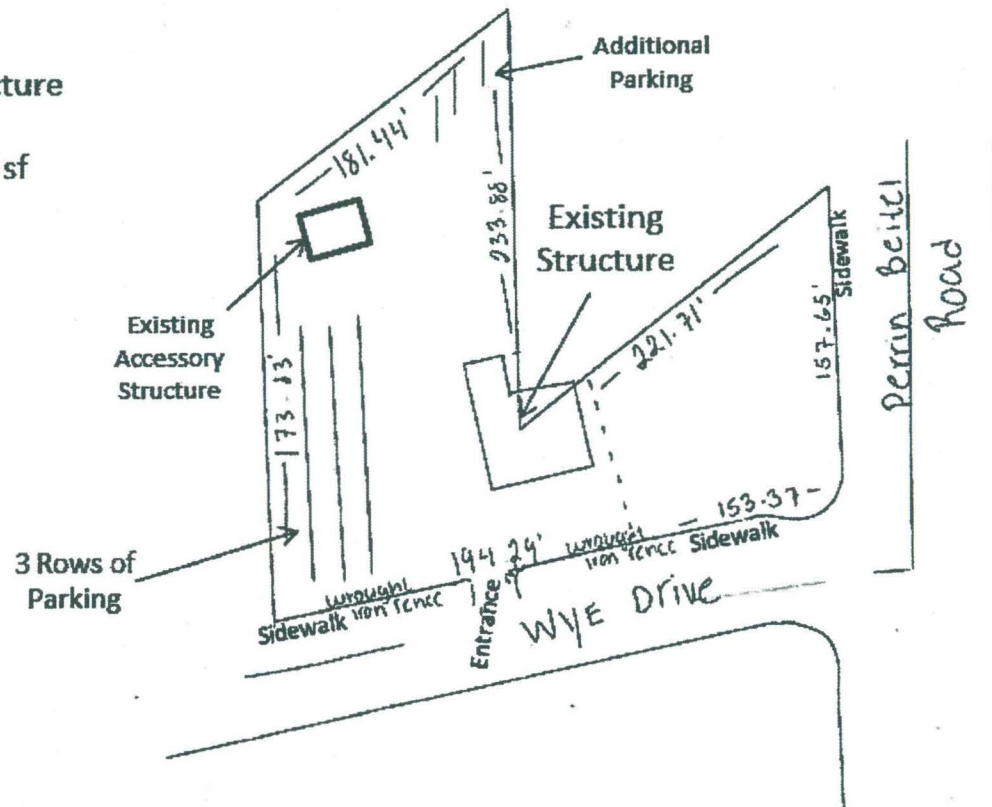 cture
sf
Additional
Parking
181.44'
233.88'
Existing
Structure
Existing
Accessory
Structure
173.13'
221.71'
Sidewalk
157.65'
Perrin Beitel
Road
3 Rows of
Parking
194.29'
153.37
wrought
iron fence
wrought
iron fence
Sidewalk
Sidewalk
Entrance
WYE Drive